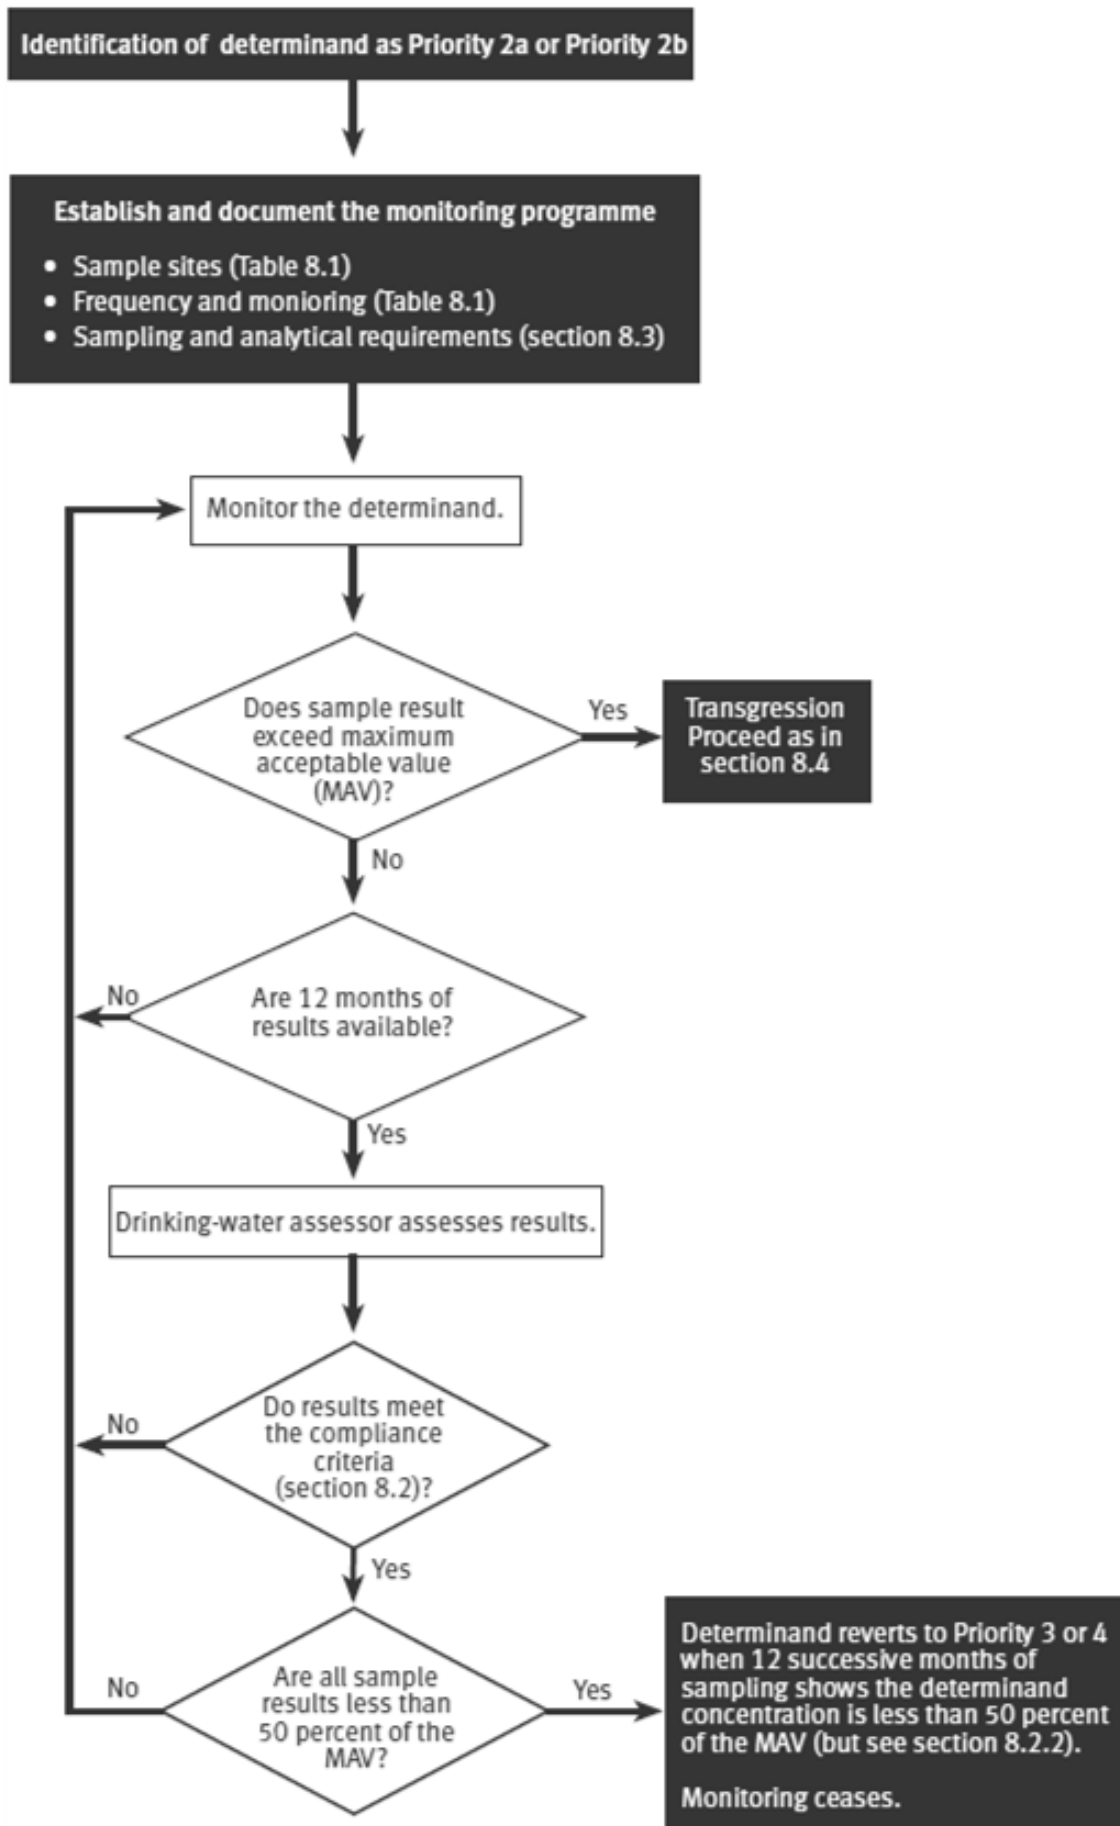 Identification of determinand as Priority 2a or Priority 2b
Establish and document the monitoring programme
• Sample sites (Table 8.1)
• Frequency and monioring (Table 8.1)
• Sampling and analytical requirements (section 8.3)
Monitor the determinand.
Does sample result
exceed maximum
acceptable value
(MAV)?
Yes
Transgression
Proceed as in
section 8.4
No
Are 12 months of
results available?
No
Yes
Drinking-water assessor assesses results.
Do results meet
the compliance
criteria
(section 8.2)?
No
Yes
Are all sample
results less than
50 percent of the
MAV?
No
Yes
Determinand reverts to Priority 3 or 4
when 12 successive months of
sampling shows the determinand
concentration is less than 50 percent
of the MAV (but see section 8.2.2).
Monitoring ceases.